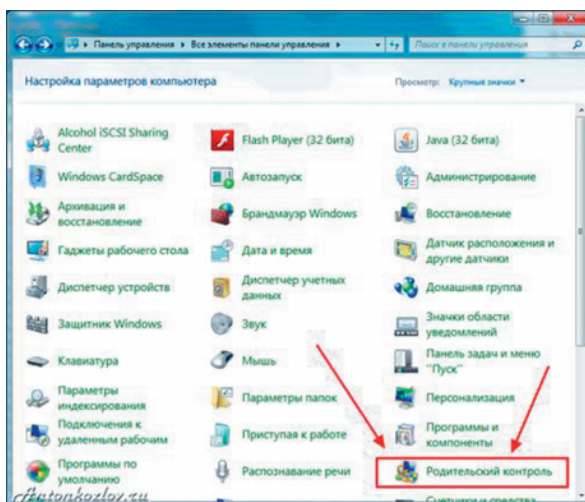 Панель управления ▸ Все элементы панели управления ▸
Поиск в панели управления
Настройка параметров компьютера
Просмотр: Крупные значки
Alcohol iSCSI Sharing
Center
Flash Player (32 бита)
Java (32 бита)
Windows CardSpace
Автозапуск
Администрирование
Архивация и
восстановление
Брандмауэр Windows
Восстановление
Гаджеты рабочего стола
Дата и время
Датчик расположения и
другие датчики
Диспетчер устройств
Диспетчер учетных
данных
Домашняя группа
Защитник Windows
Звук
Значки области
уведомлений
Клавиатура
Мышь
Панель задач и меню
"Пуск"
Параметры
индексирования
Параметры папок
Персонализация
Подключения к
удаленным рабочим
Приступая к работе
Программы и
компоненты
Программы по
умолчанию
Распознавание речи
Родительский контроль
Antonkozlov.ru
Счетчики и средства